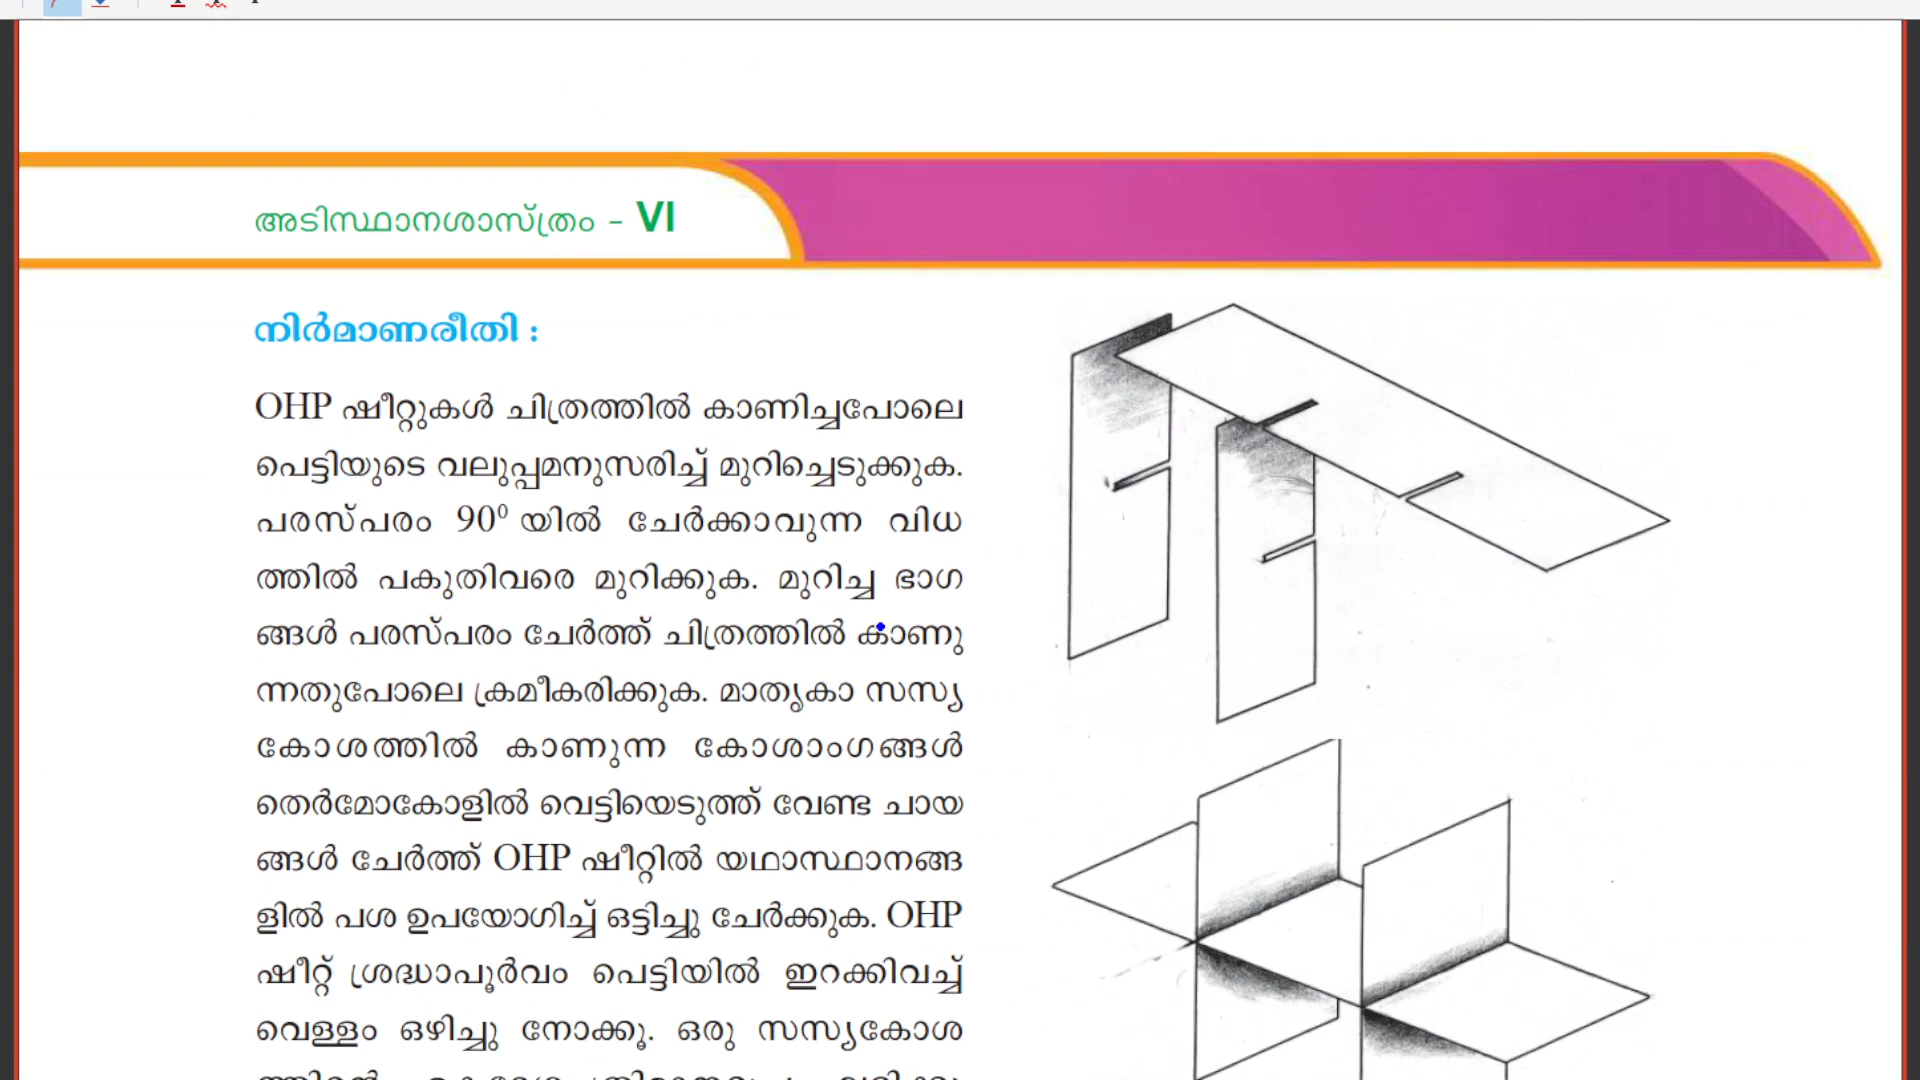 അടിസ്ഥാനശാസ്ത്രം – VI
നിർമാണരീതി :
OHP ഷീറ്റുകൾ ചിത്രത്തിൽ കാണിച്ചപോലെ
പെട്ടിയുടെ വലുപ്പമനുസരിച്ച് മുറിച്ചെടുക്കുക.
പരസ്പരം 90⁰ യിൽ ചേർക്കാവുന്ന വിധ
ത്തിൽ പകുതിവരെ മുറിക്കുക. മുറിച്ച ഭാഗ
ങ്ങൾ പരസ്പരം ചേർത്ത് ചിത്രത്തിൽ കാണു
ന്നതുപോലെ ക്രമീകരിക്കുക. മാതൃകാ സസ്യ
കോശത്തിൽ കാണുന്ന കോശാംഗങ്ങൾ
തെർമോകോളിൽ വെട്ടിയെടുത്ത് വേണ്ട ചായ
ങ്ങൾ ചേർത്ത് OHP ഷീറ്റിൽ യഥാസ്ഥാനങ്ങ
ളിൽ പശ ഉപയോഗിച്ച് ഒട്ടിച്ചു ചേർക്കുക. OHP
ഷീറ്റ് ശ്രദ്ധാപൂർവം പെട്ടിയിൽ ഇറക്കിവച്ച്
വെള്ളം ഒഴിച്ചു നോക്കൂ. ഒരു സസ്യകോശ